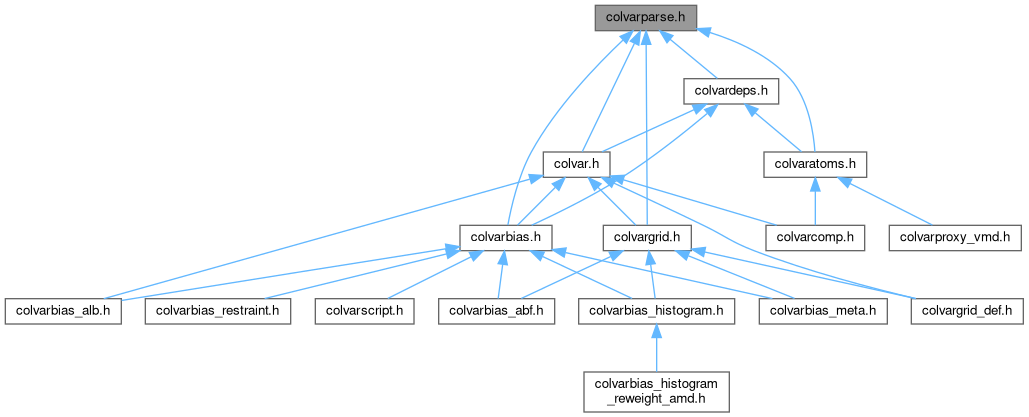 colvarparse.h
colvardeps.h
colvar.h
colvaratoms.h
colvarbias.h
colvargrid.h
colvarcomp.h
colvarproxy_vmd.h
colvarbias_alb.h
colvarbias_restraint.h
colvarscript.h
colvarbias_abf.h
colvarbias_histogram.h
colvarbias_meta.h
colvargrid_def.h
colvarbias_histogram
_reweight_amd.h